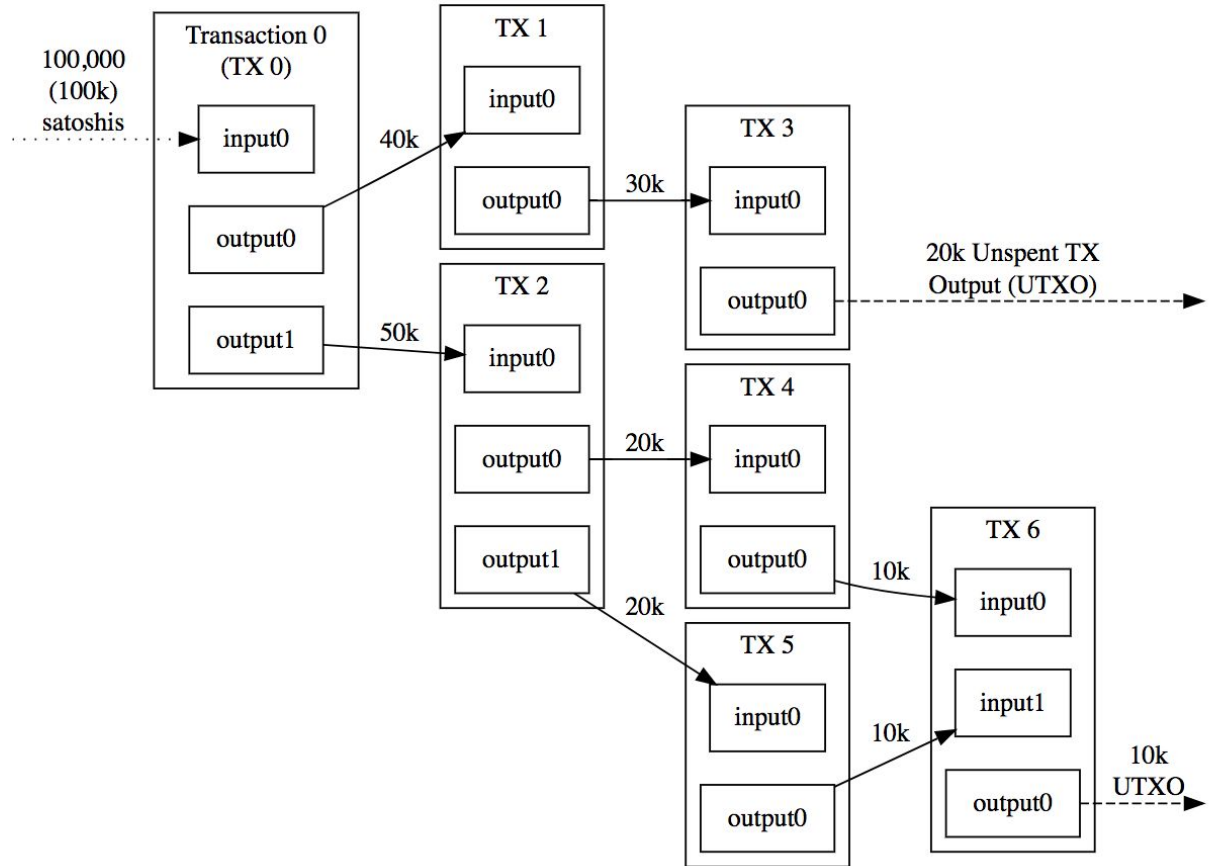 100,000
(100k)
satoshis
Transaction 0
(TX 0)
input0
output0
output1
40k
50k
TX 1
input0
output0
30k
TX 2
input0
output0
output1
20k
20k
TX 3
input0
output0
20k Unspent TX
Output (UTXO)
TX 4
input0
output0
10k
TX 5
input0
output0
10k
TX 6
input0
input1
output0
10k
UTXO